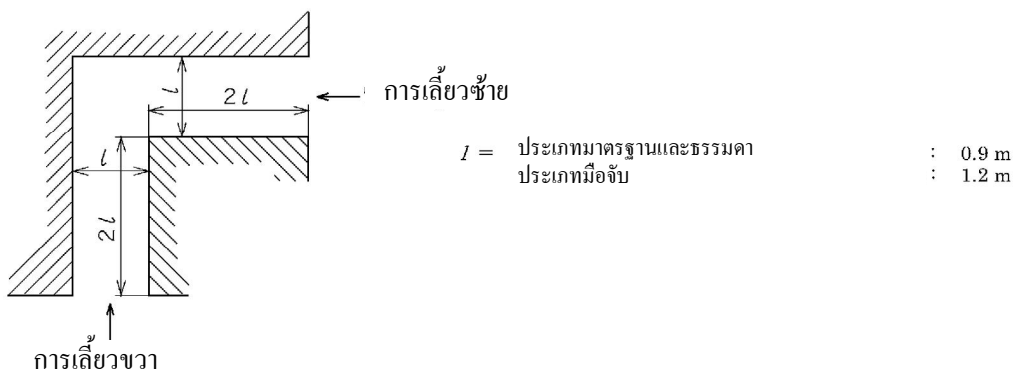 l
2l
การเลี้ยวซ้าย
l = ประเภทมาตรฐานและธรรมดา : 0.9 m
ประเภทมือจับ : 1.2 m
l
2l
การเลี้ยวขวา